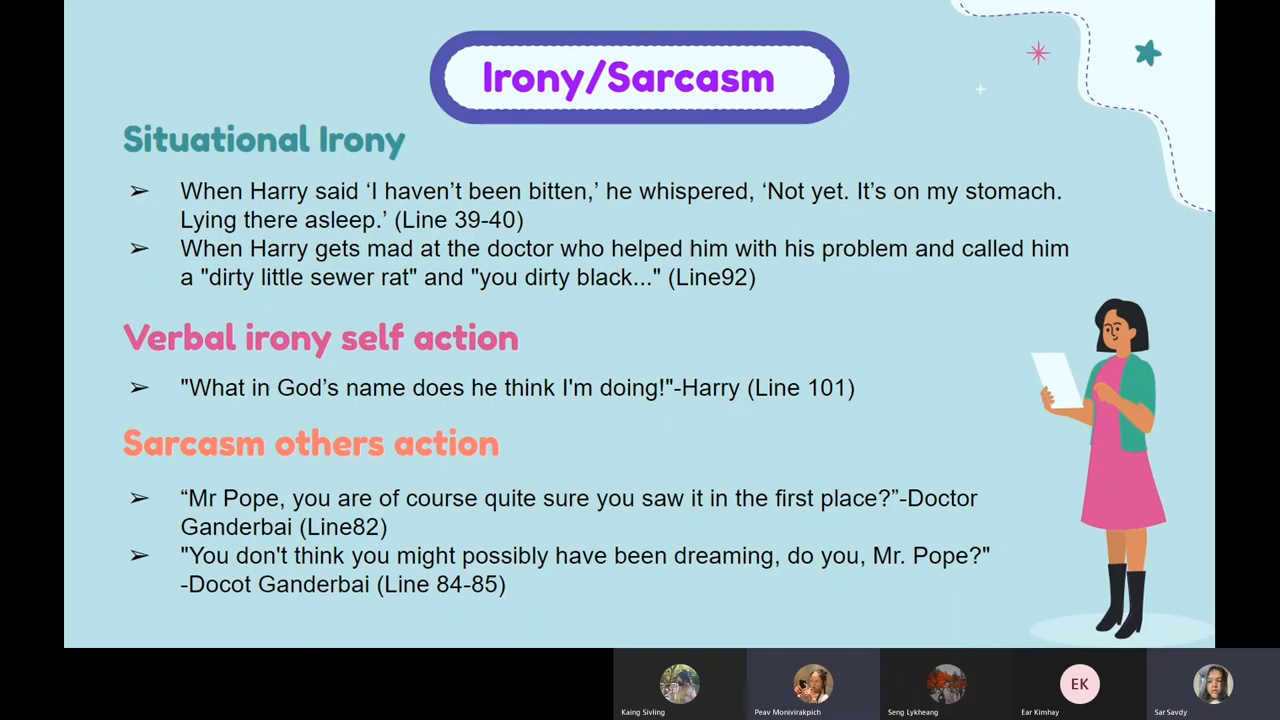 Irony/Sarcasm
Situational Irony
➢ When Harry said ‘I haven’t been bitten,’ he whispered, ‘Not yet. It’s on my stomach.
Lying there asleep.’ (Line 39-40)
➢ When Harry gets mad at the doctor who helped him with his problem and called him
a "dirty little sewer rat" and "you dirty black..." (Line92)
Verbal irony self action
➢ "What in God’s name does he think I'm doing!"-Harry (Line 101)
Sarcasm others action
➢ “Mr Pope, you are of course quite sure you saw it in the first place?”-Doctor
Ganderbai (Line82)
➢ "You don't think you might possibly have been dreaming, do you, Mr. Pope?"
-Docot Ganderbai (Line 84-85)
EK
Kaing Sivling
Peav Monivirakpich
Seng Lykheang
Ear Kimhay
Sar Savdy